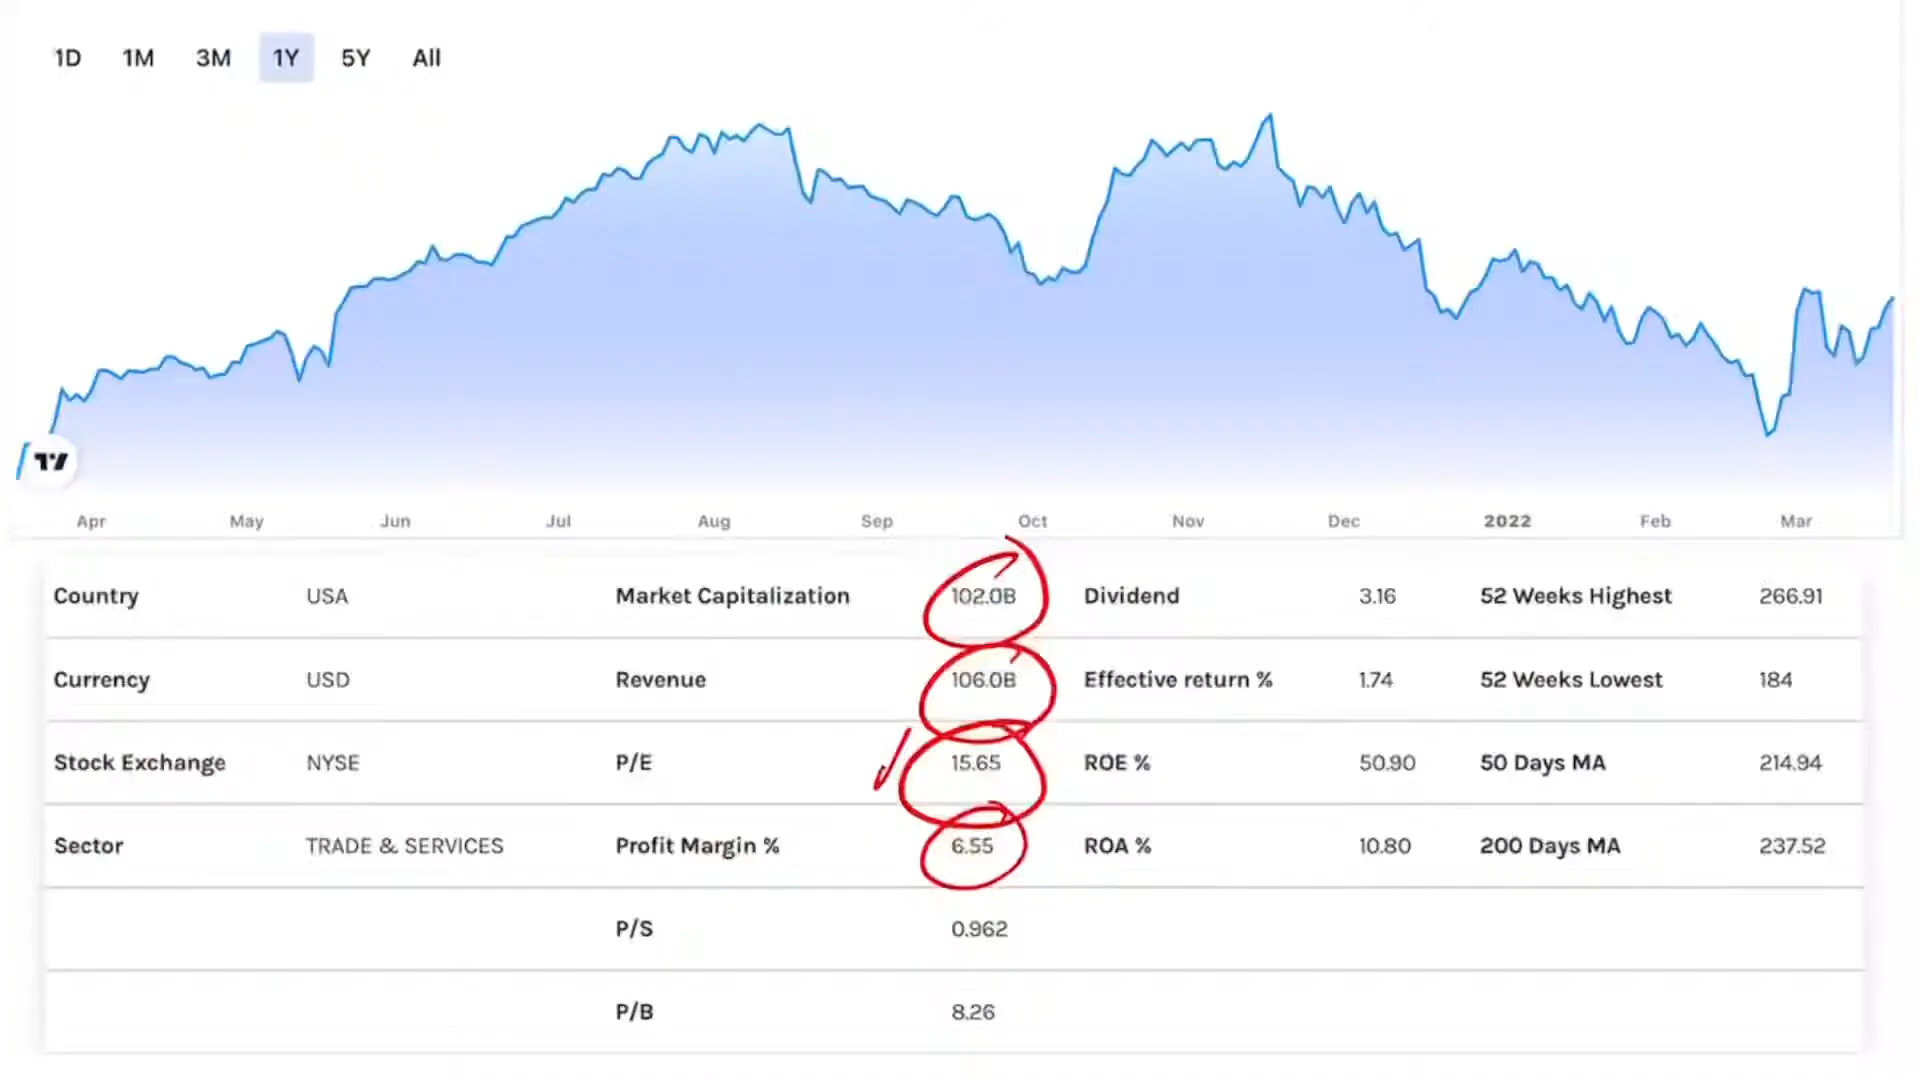 1D 1M 3M 1Y 5Y All
TV
Apr May Jun Jul Aug Sep Oct Nov Dec 2022 Feb Mar
Country USA Market Capitalization 102.0B Dividend 3.16 52 Weeks Highest 266.91
Currency USD Revenue 106.0B Effective return % 1.74 52 Weeks Lowest 184
Stock Exchange NYSE P/E 15.65 ROE % 50.90 50 Days MA 214.94
Sector TRADE & SERVICES Profit Margin % 6.55 ROA % 10.80 200 Days MA 237.52
P/S 0.962
P/B 8.26